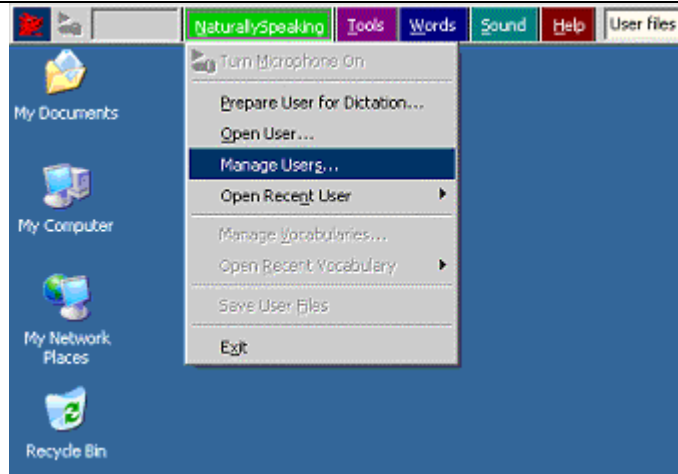 NaturallySpeaking Tools Words Sound Help User files
Turn Microphone On
Prepare User for Dictation...
Open User...
Manage Users...
Open Recent User
Manage Vocabularies...
Open Recent Vocabulary
Save User Files
Exit
My Documents
My Computer
My Network
Places
Recycle Bin